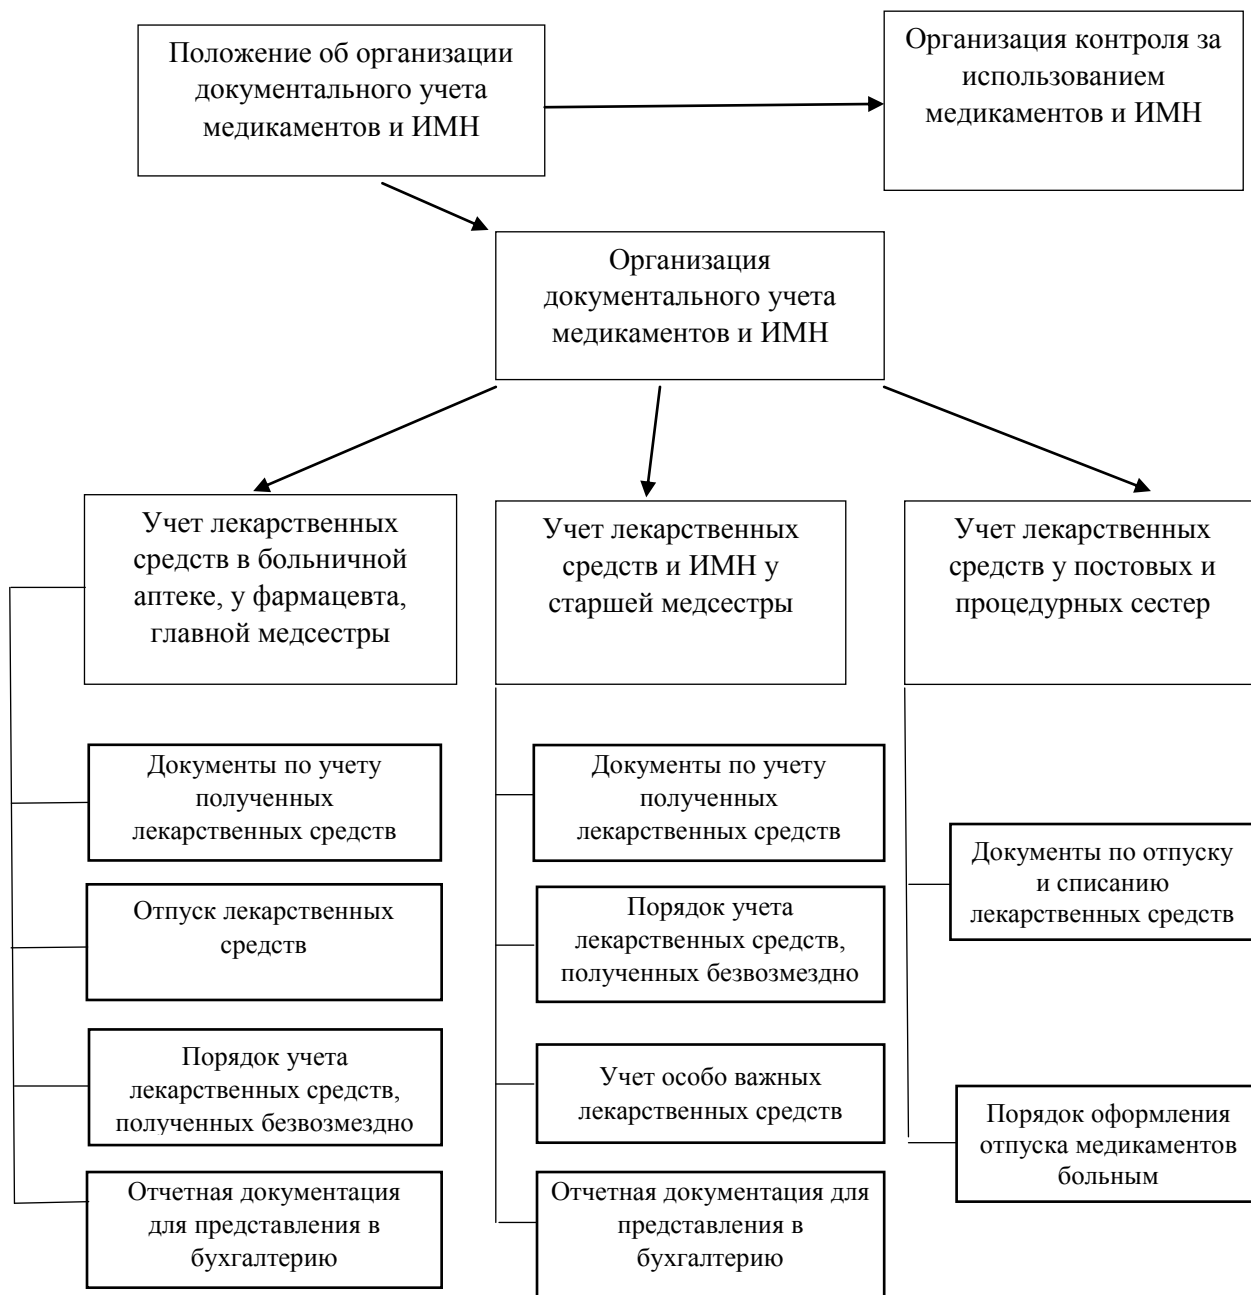 Положение об организации
документального учета
медикаментов и ИМН
Организация контроля за
использованием
медикаментов и ИМН
Организация
документального учета
медикаментов и ИМН
Учет лекарственных
средств в больничной
аптеке, у фармацевта,
главной медсестры
Учет лекарственных
средств и ИМН у
старшей медсестры
Учет лекарственных
средств у постовых и
процедурных сестер
Документы по учету
полученных
лекарственных средств
Отпуск лекарственных
средств
Порядок учета
лекарственных средств,
полученных безвозмездно
Отчетная документация
для представления в
бухгалтерию
Документы по учету
полученных
лекарственных средств
Порядок учета
лекарственных средств,
полученных безвозмездно
Учет особо важных
лекарственных средств
Отчетная документация для
представления в
бухгалтерию
Документы по отпуску
и списанию
лекарственных средств
Порядок оформления
отпуска медикаментов
больным